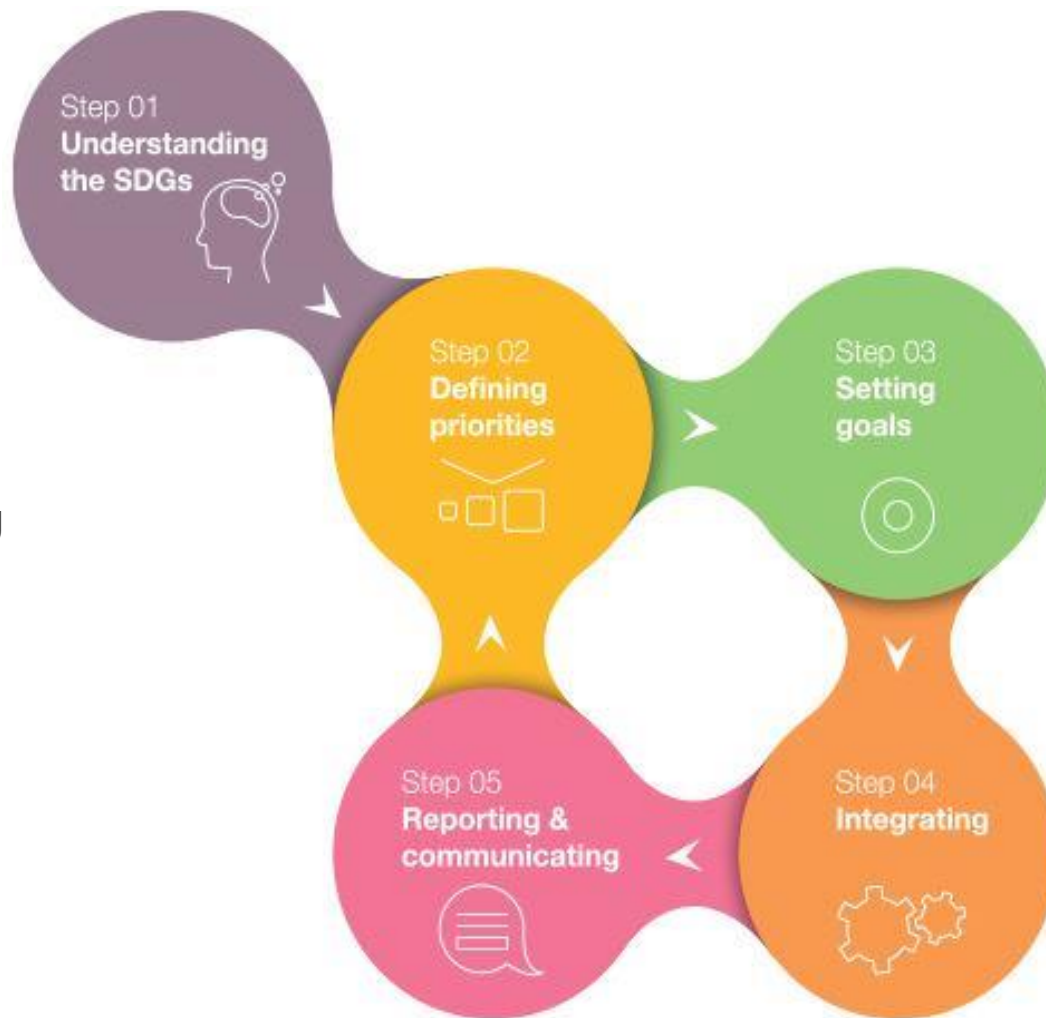 Step 01
Understanding
the SDGs
Step 02
Defining
priorities
Step 03
Setting
goals
Step 04
Integrating
Step 05
Reporting &
communicating